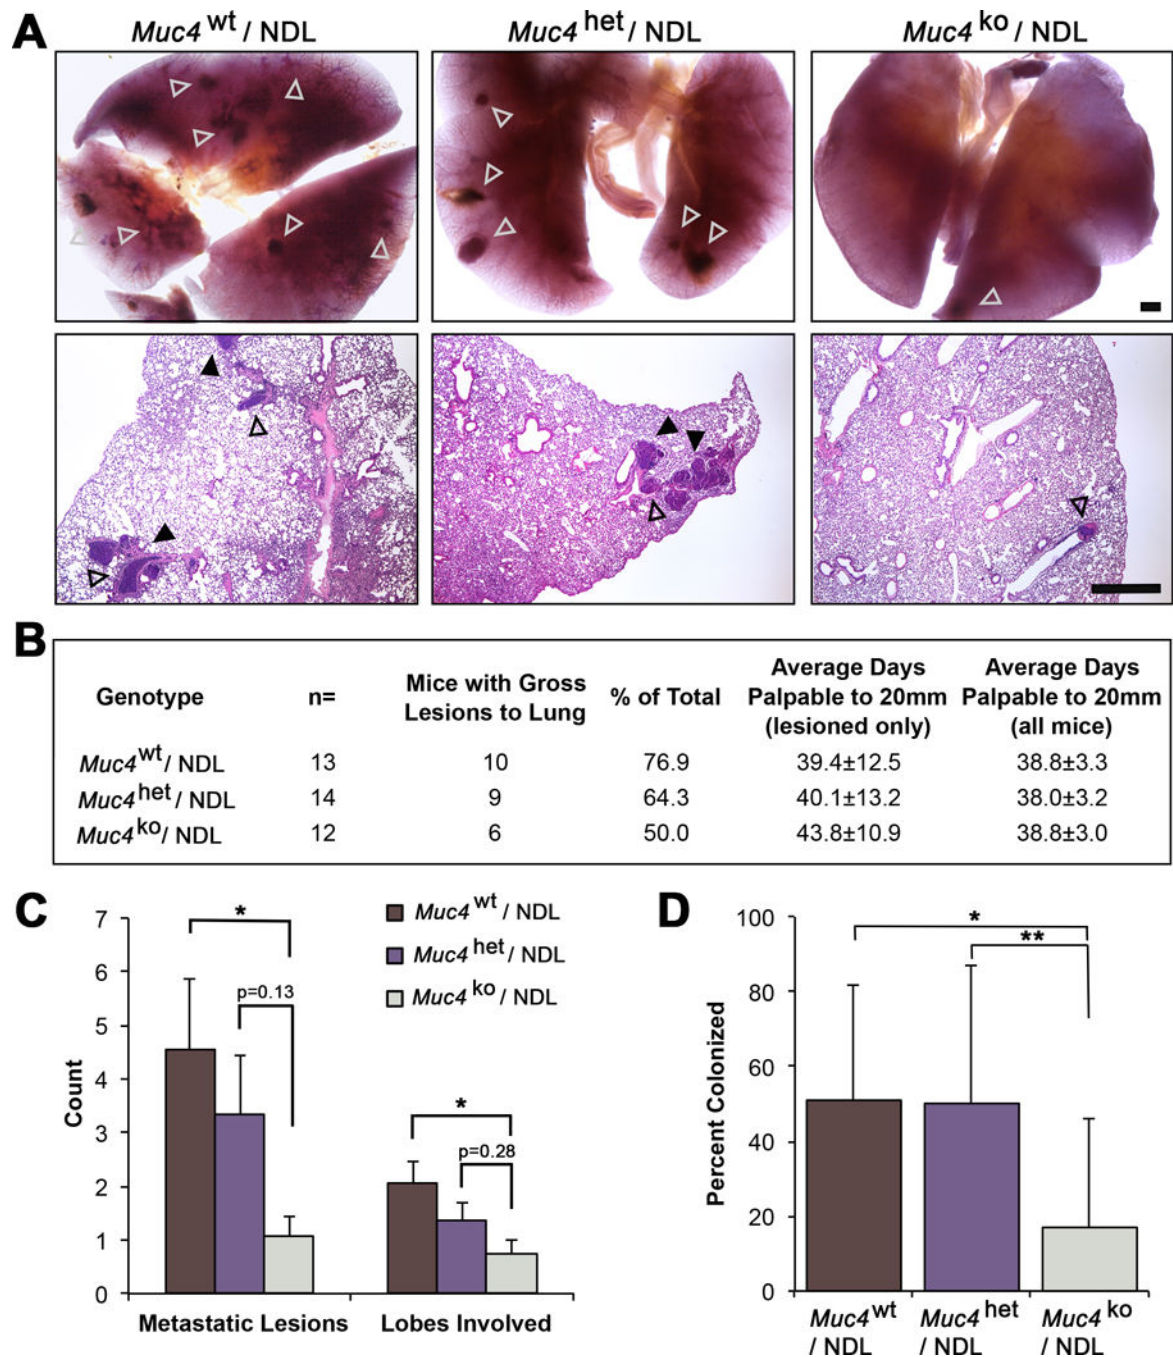 A
Muc4 wt / NDL
Muc4 het / NDL
Muc4 ko / NDL
B
Genotype n= Mice with Gross Lesions to Lung % of Total Average Days Palpable to 20mm (lesioned only) Average Days Palpable to 20mm (all mice)
Muc4 wt / NDL 13 10 76.9 39.4±12.5 38.8±3.3
Muc4 het / NDL 14 9 64.3 40.1±13.2 38.0±3.2
Muc4 ko / NDL 12 6 50.0 43.8±10.9 38.8±3.0
C
Count
7
6
5
4
3
2
1
0
*
p=0.13
*
p=0.28
Muc4 wt / NDL
Muc4 het / NDL
Muc4 ko / NDL
Metastatic Lesions
Lobes Involved
D
Percent Colonized
100
80
60
40
20
0
*
**
Muc4 wt
/ NDL
Muc4 het
/ NDL
Muc4 ko
/ NDL